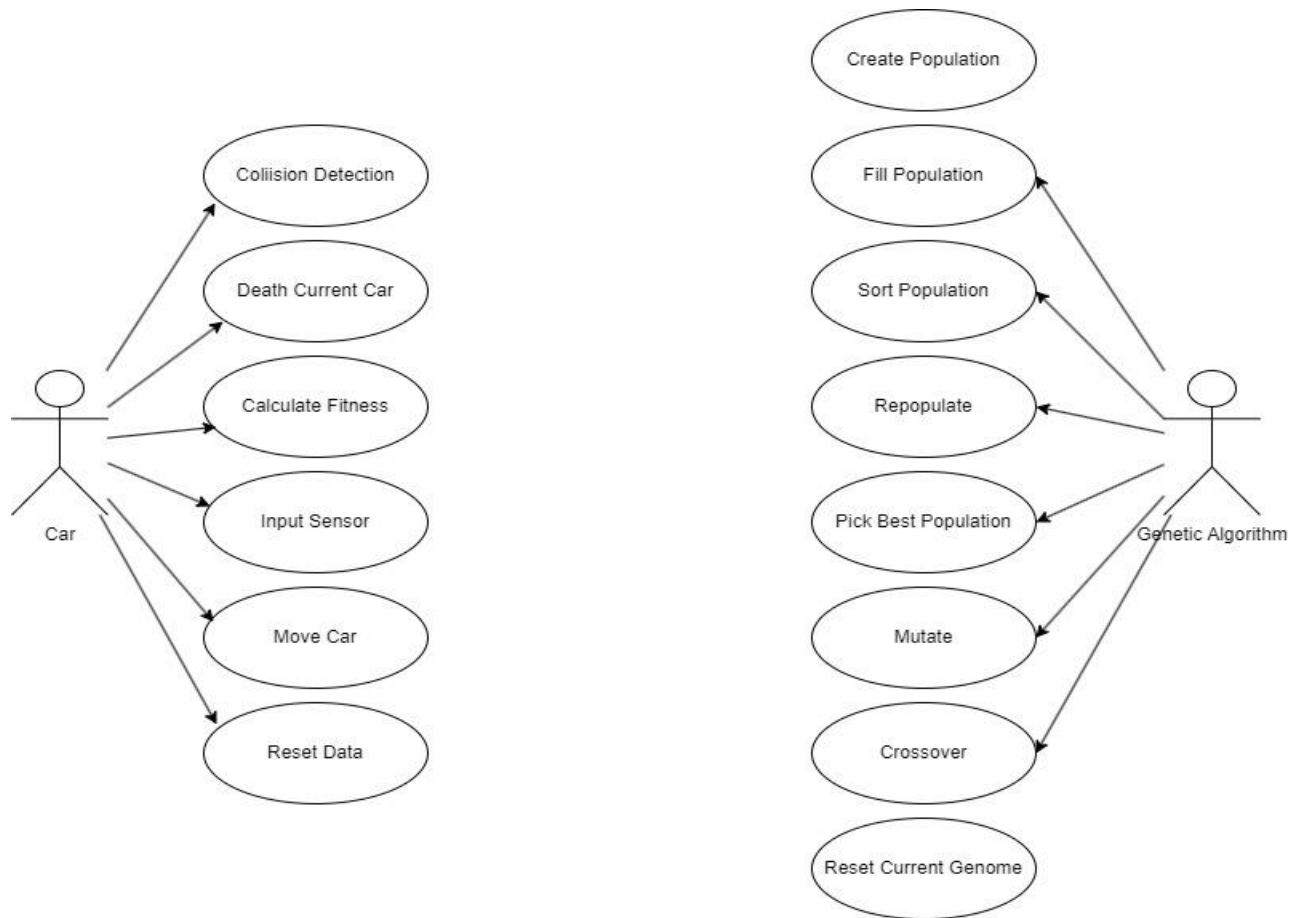 Create Population
Coliision Detection
Fill Population
Death Current Car
Sort Population
Calculate Fitness
Repopulate
Input Sensor
Pick Best Population
Car
Genetic Algorithm
Move Car
Mutate
Reset Data
Crossover
Reset Current Genome